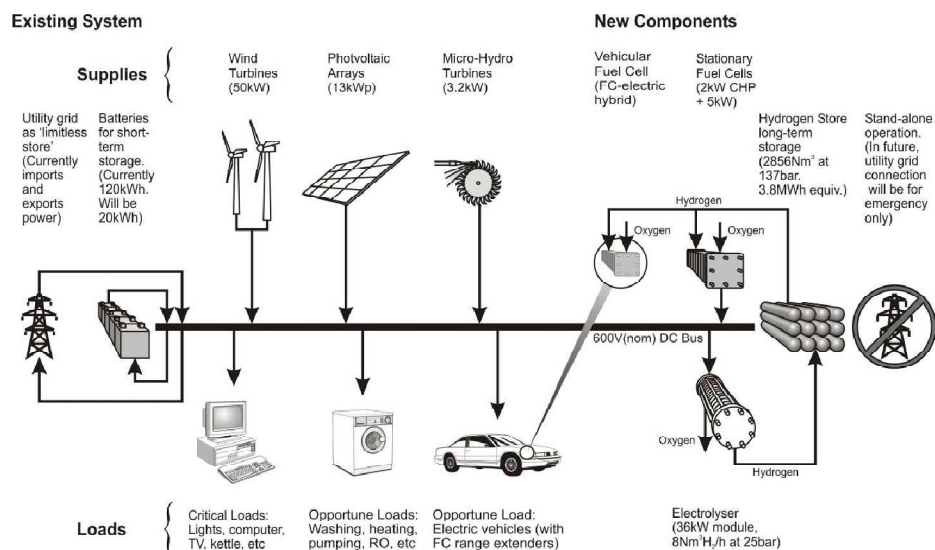 Existing System
New Components
Supplies
Wind
Turbines
(50kW)
Photovoltaic
Arrays
(13kWp)
Micro-Hydro
Turbines
(3.2kW)
Vehicular
Fuel Cell
(FC-electric
hybrid)
Stationary
Fuel Cells
(2kW CHP
+ 5kW)
Utility grid
as 'limitless
store'
(Currently
imports
and
exports
power)
Batteries
for short-
term
storage.
(Currently
120kWh.
Will be
20kWh)
Hydrogen Store
long-term
storage
(2856Nm³ at
137bar.
3.8MWh equiv.)
Stand-alone
operation.
(In future,
utility grid
connection
will be for
emergency
only)
Hydrogen
Oxygen
Oxygen
600V(nom) DC Bus
Oxygen
Hydrogen
Loads
Critical Loads:
Lights, computer,
TV, kettle, etc
Opportune Loads:
Washing, heating,
pumping, RO, etc
Opportune Load:
Electric vehicles (with
FC range extenders)
Electrolyser
(36kW module,
8Nm³H₂/h at 25bar)